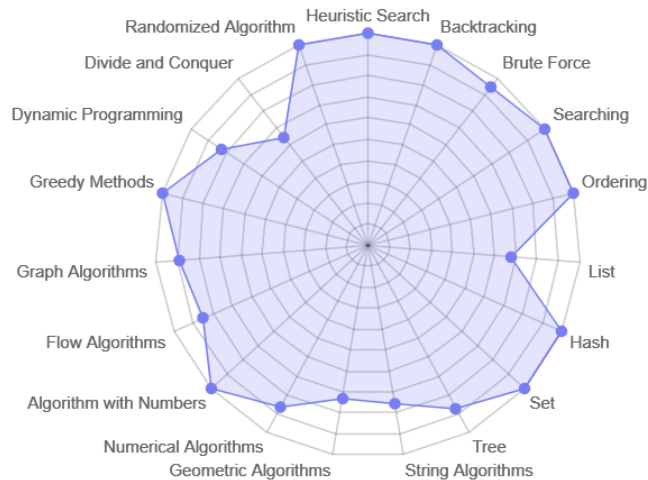 Heuristic Search
Randomized Algorithm
Backtracking
Divide and Conquer
Brute Force
Dynamic Programming
Searching
Greedy Methods
Ordering
Graph Algorithms
List
Flow Algorithms
Hash
Algorithm with Numbers
Set
Numerical Algorithms
Tree
Geometric Algorithms
String Algorithms